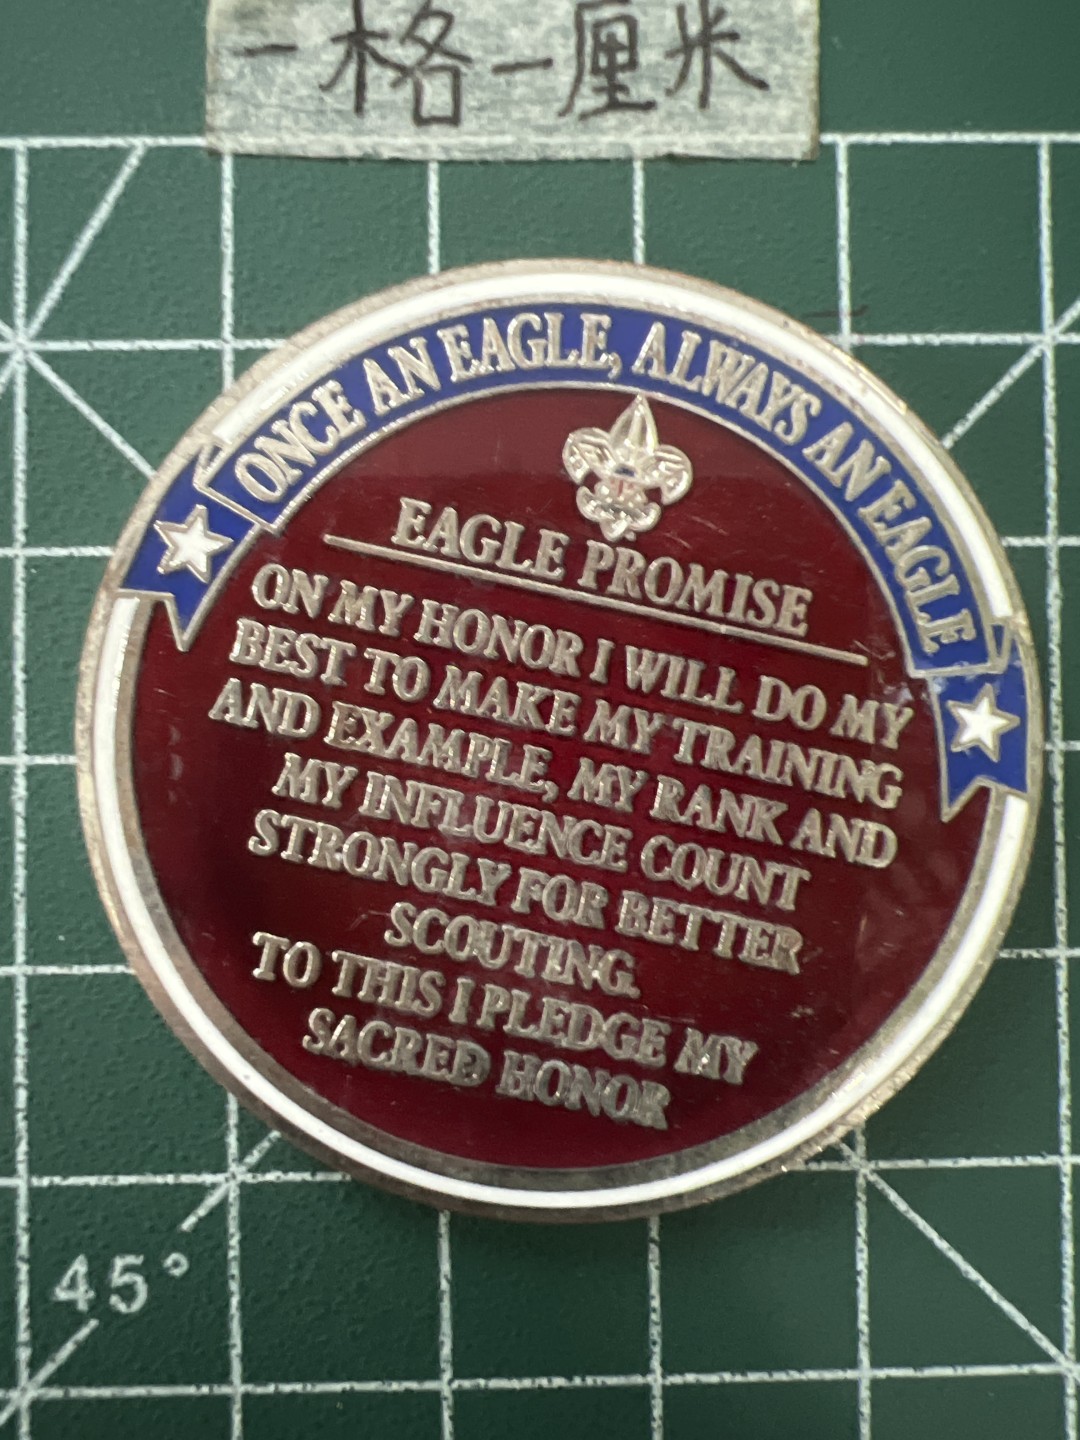 一格一厘米
ONCE AN EAGLE, ALWAYS AN EAGLE
EAGLE PROMISE
ON MY HONOR I WILL DO MY
BEST TO MAKE MY TRAINING
AND EXAMPLE, MY RANK AND
MY INFLUENCE COUNT
STRONGLY FOR BETTER
SCOUTING.
TO THIS I PLEDGE MY
SACRED HONOR
45°